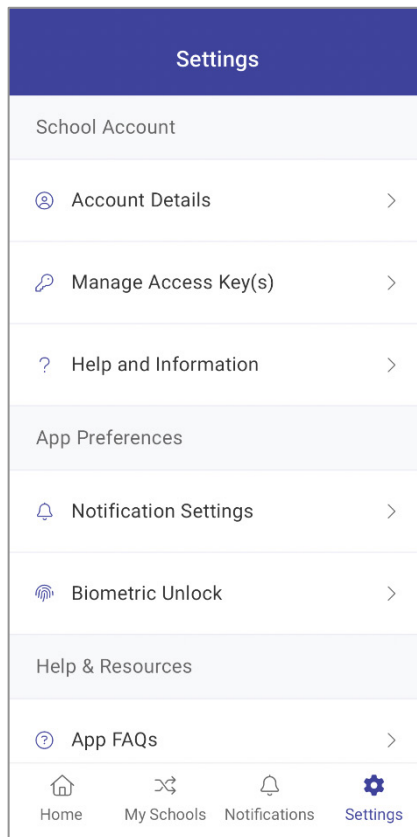 Settings
School Account
Account Details
Manage Access Key(s)
Help and Information
App Preferences
Notification Settings
Biometric Unlock
Help & Resources
App FAQs
Home My Schools Notifications Settings